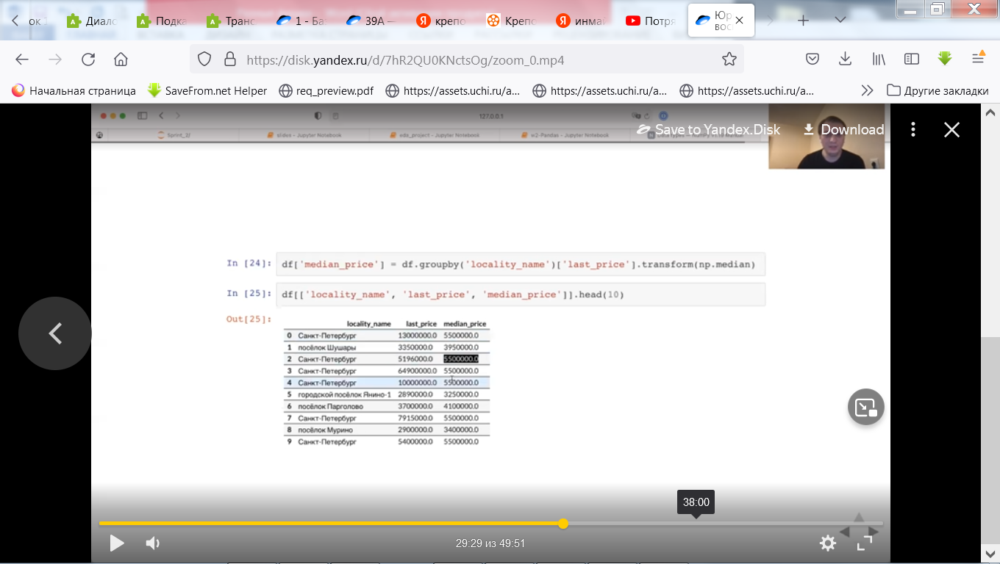 ок 1
Диало
Подка
Транс
1 - Ба
39А —
крепо
Крепо
инмаи
Потря
Юр
вос
https://disk.yandex.ru/d/7hR2QU0KNctsOg/zoom_0.mp4
Начальная страница
SaveFrom.net Helper
req_preview.pdf
https://assets.uchi.ru/a...
https://assets.uchi.ru/a...
https://assets.uchi.ru/a...
Другие закладки
127.0.0.1
Sprint_2/
slides - Jupyter Notebook
eda_project - Jupyter Notebook
w2-Pandas - Jupyter Notebook
Save to Yandex.Disk
Download
In [24]: df['median_price'] = df.groupby('locality_name')['last_price'].transform(np.median)
In [25]: df[['locality_name', 'last_price', 'median_price']].head(10)
Out[25]:
locality_name last_price median_price
0 Санкт-Петербург 13000000.0 5500000.0
1 посёлок Шушары 3350000.0 3950000.0
2 Санкт-Петербург 5196000.0 5500000.0
3 Санкт-Петербург 64900000.0 5500000.0
4 Санкт-Петербург 10000000.0 5500000.0
5 городской посёлок Янино-1 2890000.0 3250000.0
6 посёлок Парголово 3700000.0 4100000.0
7 Санкт-Петербург 7915000.0 5500000.0
8 посёлок Мурино 2900000.0 3400000.0
9 Санкт-Петербург 5400000.0 5500000.0
38:00
29:29 из 49:51